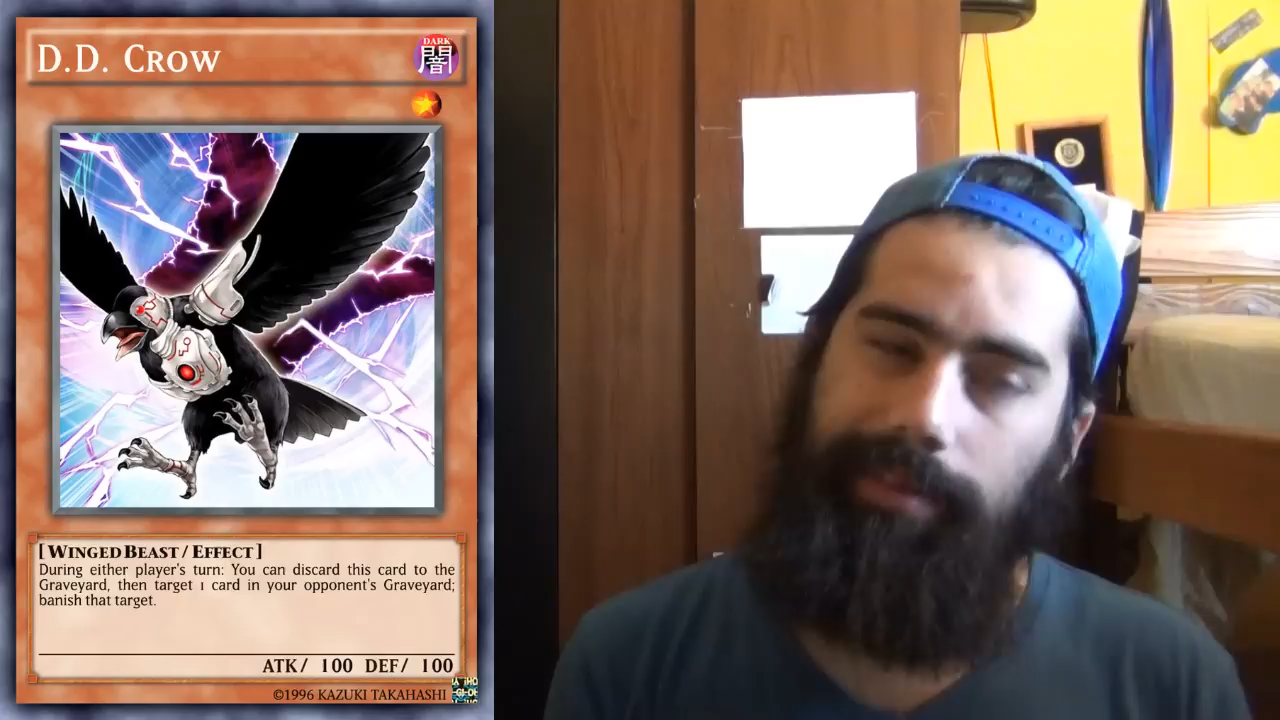 D.D. Crow
DARK
闇
[ Winged Beast / Effect ]
During either player's turn: You can discard this card to the
Graveyard, then target 1 card in your opponent's Graveyard;
banish that target.
ATK/ 100 DEF/ 100
©1996 KAZUKI TAKAHASHI